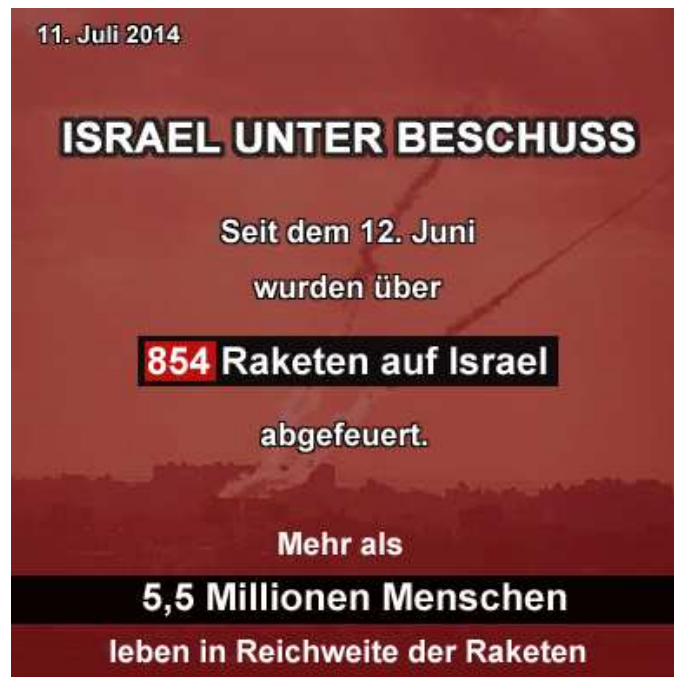 11. Juli 2014
ISRAEL UNTER BESCHUSS
Seit dem 12. Juni
wurden über
854 Raketen auf Israel
abgefeuert.
Mehr als
5,5 Millionen Menschen
leben in Reichweite der Raketen